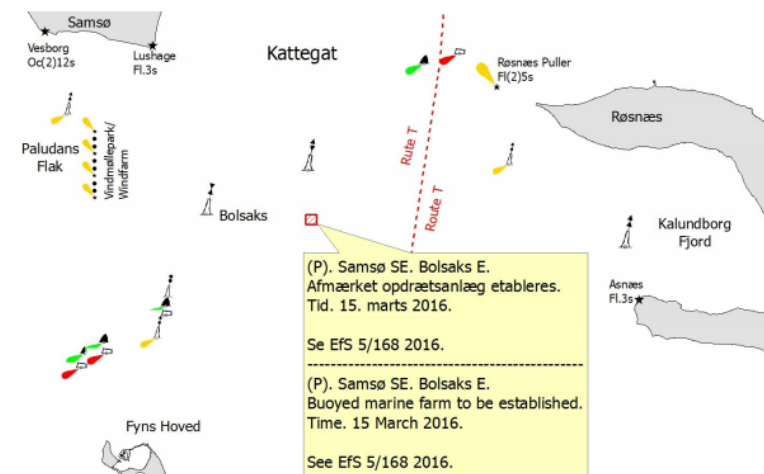 Samsø
Vesborg
Oc(2)12s
Lushage
Fl.3s
Kattegat
Røsnæs Puller
Fl(2)5s
Røsnæs
Paludans
Flak
Vindmøllepark/
Windfarm
Rute T
Route T
Bolsaks
Kalundborg
Fjord
Asnæs
Fl.3s
(P). Samsø SE. Bolsaks E.
Afmærket opdrætsanlæg etableres.
Tid. 15. marts 2016.
Se EfS 5/168 2016.
(P). Samsø SE. Bolsaks E.
Buoyed marine farm to be established.
Time. 15 March 2016.
See EfS 5/168 2016.
Fyns Hoved